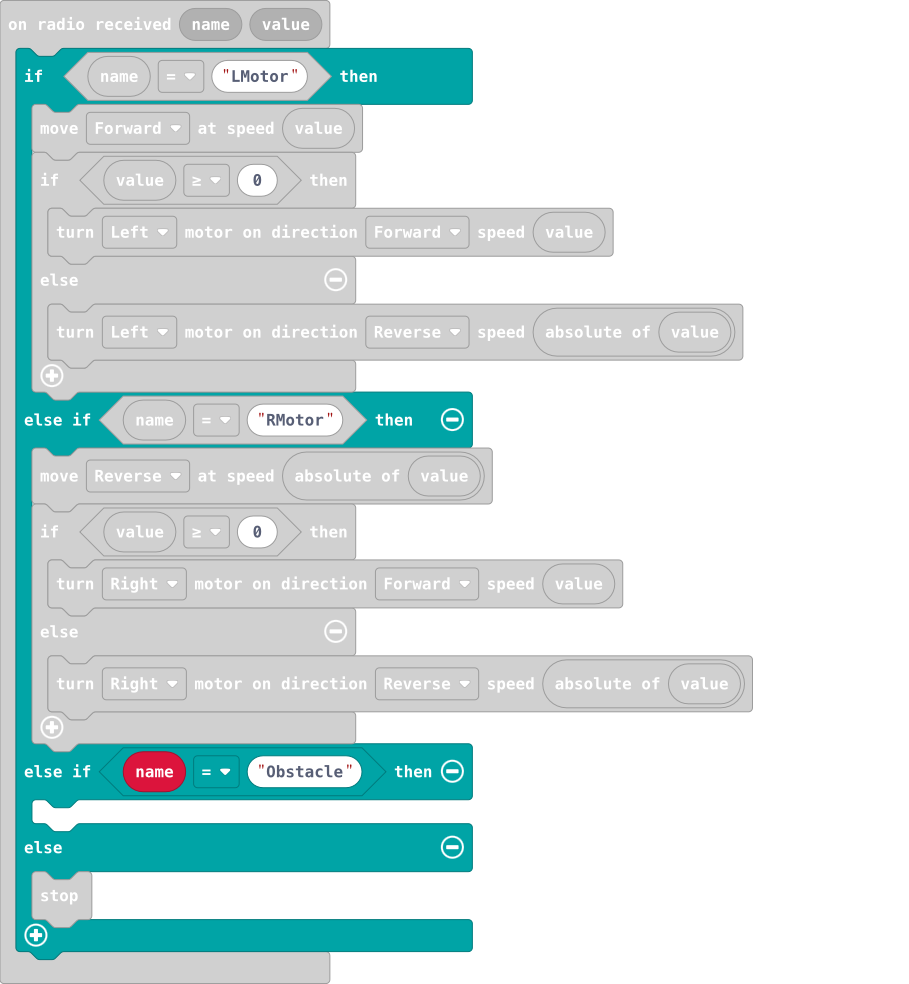 on radio received name value
if name = "LMotor" then
move Forward at speed value
if value ≥ 0 then
turn Left motor on direction Forward speed value
else
turn Left motor on direction Reverse speed absolute of value
else if name = "RMotor" then
move Reverse at speed absolute of value
if value ≥ 0 then
turn Right motor on direction Forward speed value
else
turn Right motor on direction Reverse speed absolute of value
else if name = "Obstacle" then
else
stop